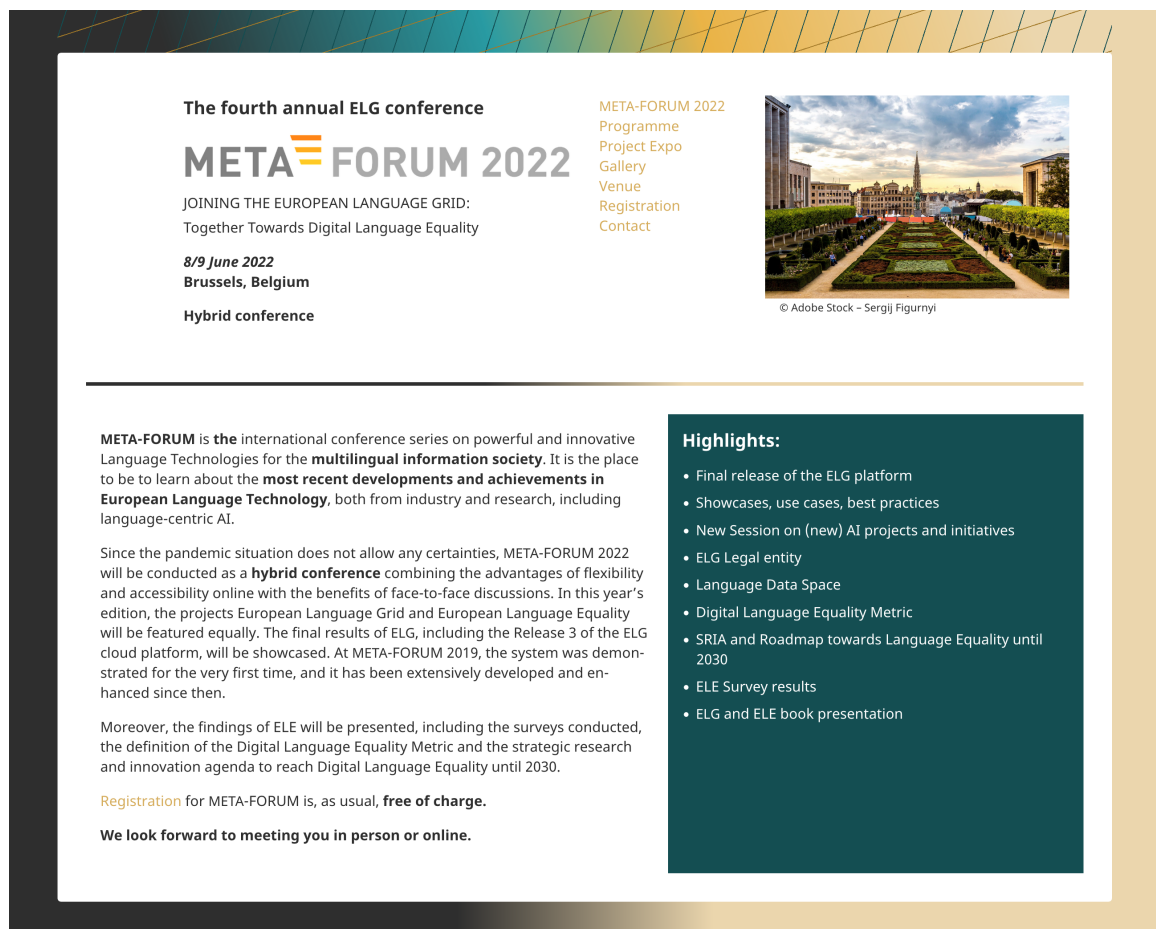 The fourth annual ELG conference
META FORUM 2022
JOINING THE EUROPEAN LANGUAGE GRID:
Together Towards Digital Language Equality
8/9 June 2022
Brussels, Belgium
Hybrid conference
META-FORUM 2022
Programme
Project Expo
Gallery
Venue
Registration
Contact
© Adobe Stock – Sergij Figurnyi
META-FORUM is the international conference series on powerful and innovative
Language Technologies for the multilingual information society. It is the place
to be to learn about the most recent developments and achievements in
European Language Technology, both from industry and research, including
language-centric AI.
Since the pandemic situation does not allow any certainties, META-FORUM 2022
will be conducted as a hybrid conference combining the advantages of flexibility
and accessibility online with the benefits of face-to-face discussions. In this year’s
edition, the projects European Language Grid and European Language Equality
will be featured equally. The final results of ELG, including the Release 3 of the ELG
cloud platform, will be showcased. At META-FORUM 2019, the system was demon-
strated for the very first time, and it has been extensively developed and en-
hanced since then.
Moreover, the findings of ELE will be presented, including the surveys conducted,
the definition of the Digital Language Equality Metric and the strategic research
and innovation agenda to reach Digital Language Equality until 2030.
Registration for META-FORUM is, as usual, free of charge.
We look forward to meeting you in person or online.
Highlights:
• Final release of the ELG platform
• Showcases, use cases, best practices
• New Session on (new) AI projects and initiatives
• ELG Legal entity
• Language Data Space
• Digital Language Equality Metric
• SRIA and Roadmap towards Language Equality until
2030
• ELE Survey results
• ELG and ELE book presentation